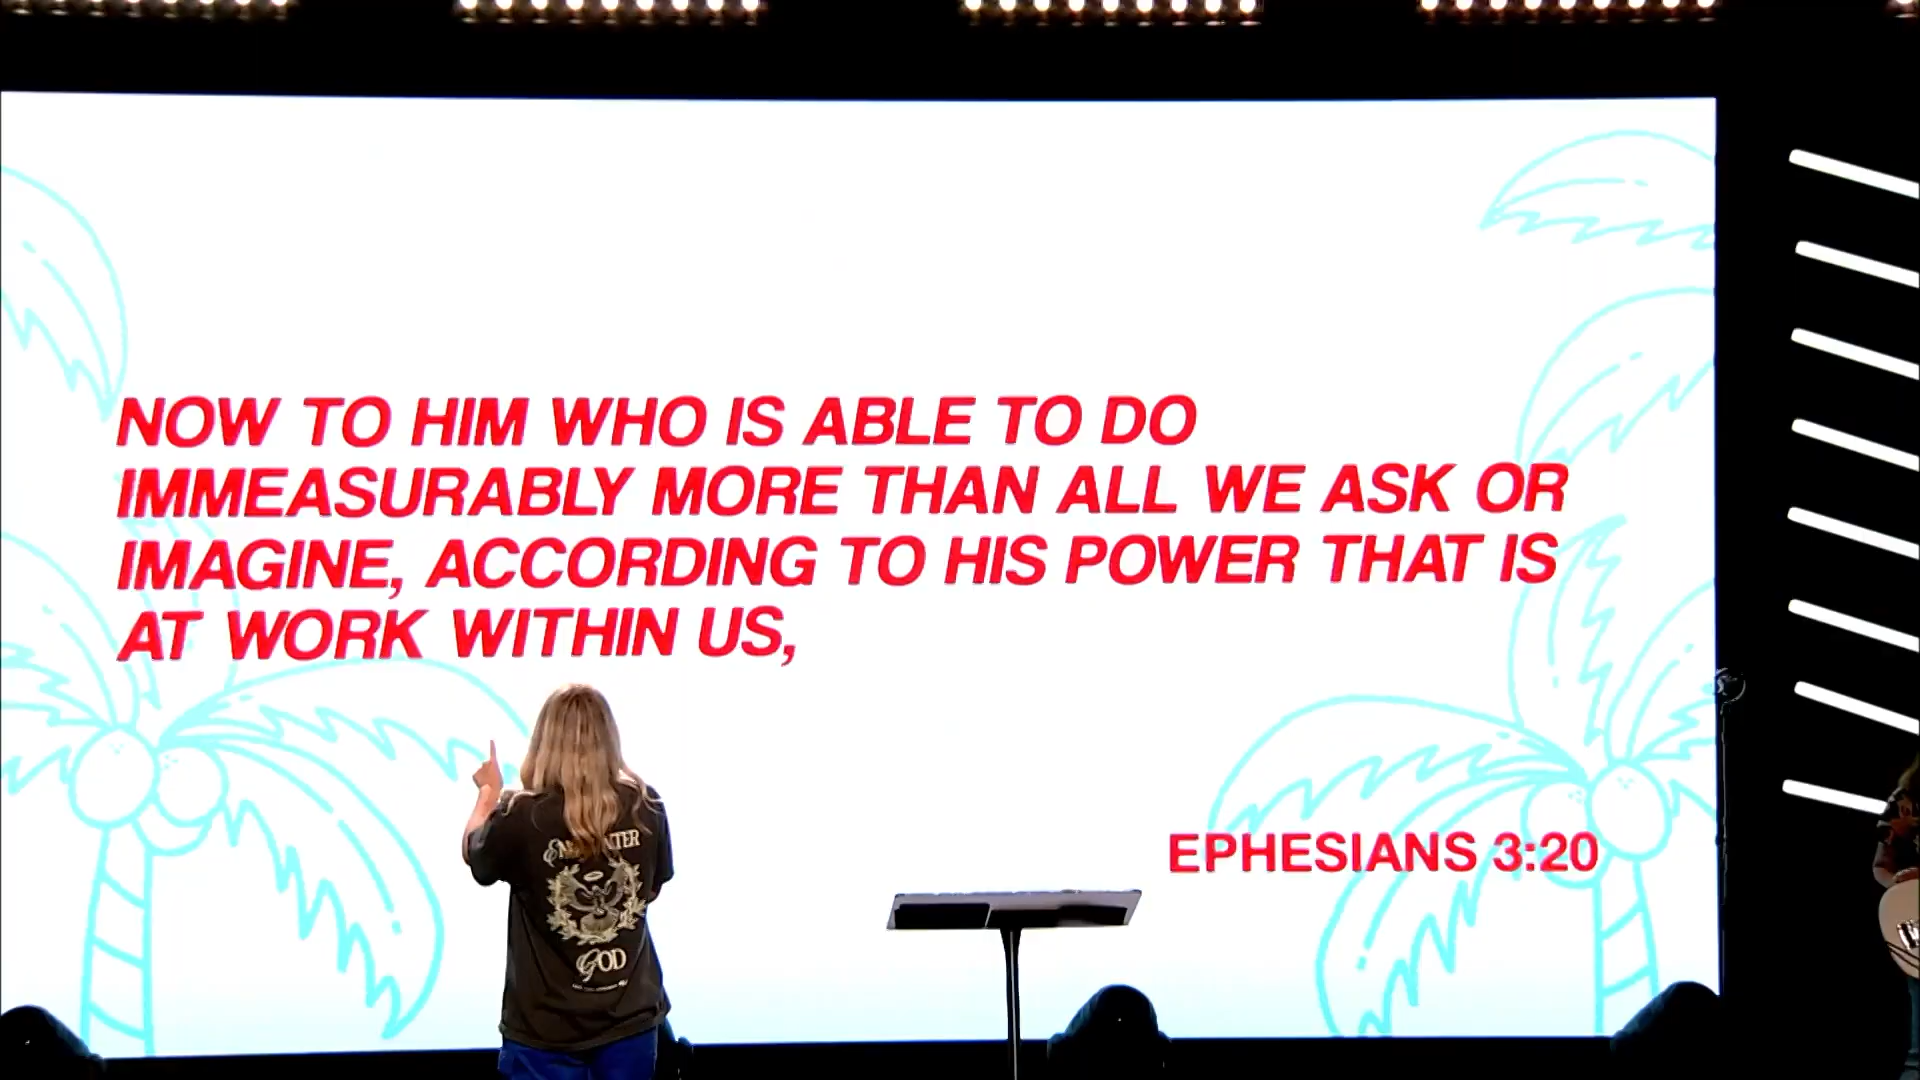 NOW TO HIM WHO IS ABLE TO DO
IMMEASURABLY MORE THAN ALL WE ASK OR
IMAGINE, ACCORDING TO HIS POWER THAT IS
AT WORK WITHIN US,
EPHESIANS 3:20
GOD